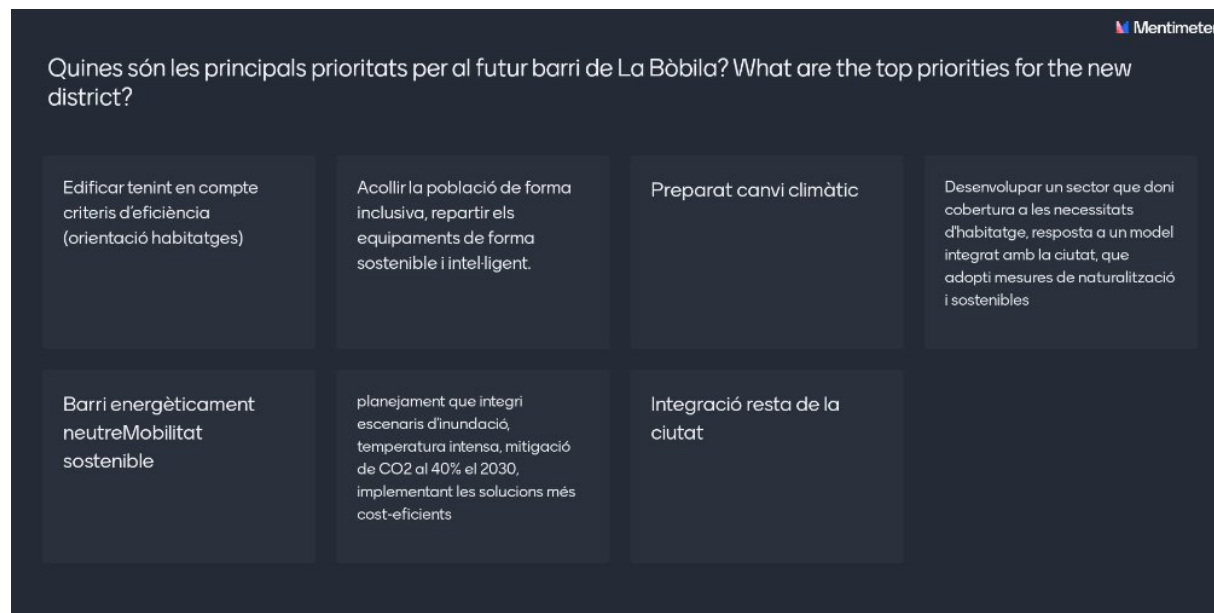 Mentimeter
Quines són les principals prioritats per al futur barri de La Bòbila? What are the top priorities for the new
district?
Edificar tenint en compte
criteris d'eficiència
(orientació habitatges)
Acollir la població de forma
inclusiva, repartir els
equipaments de forma
sostenible i intel·ligent.
Preparat canvi climàtic
Desenvolupar un sector que doni
cobertura a les necessitats
d'habitatge, resposta a un model
integrat amb la ciutat, que
adopti mesures de naturalització
i sostenibles
Barri energèticament
neutreMobilitat
sostenible
planejament que integri
escenaris d'inundació,
temperatura intensa, mitigació
de CO2 al 40% el 2030,
implementant les solucions més
cost-eficients
Integració resta de la
ciutat